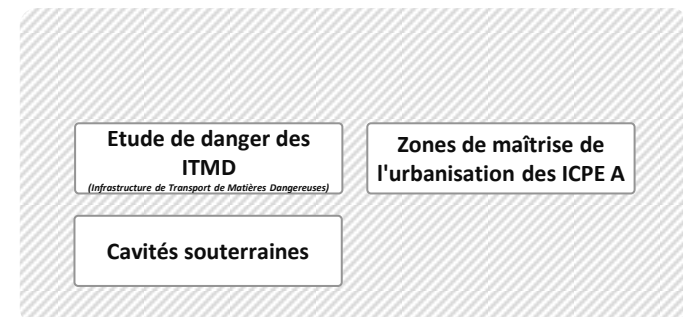 Etude de danger des
ITMD
(Infrastructure de Transport de Matières Dangereuses)
Zones de maîtrise de
l'urbanisation des ICPE A
Cavités souterraines